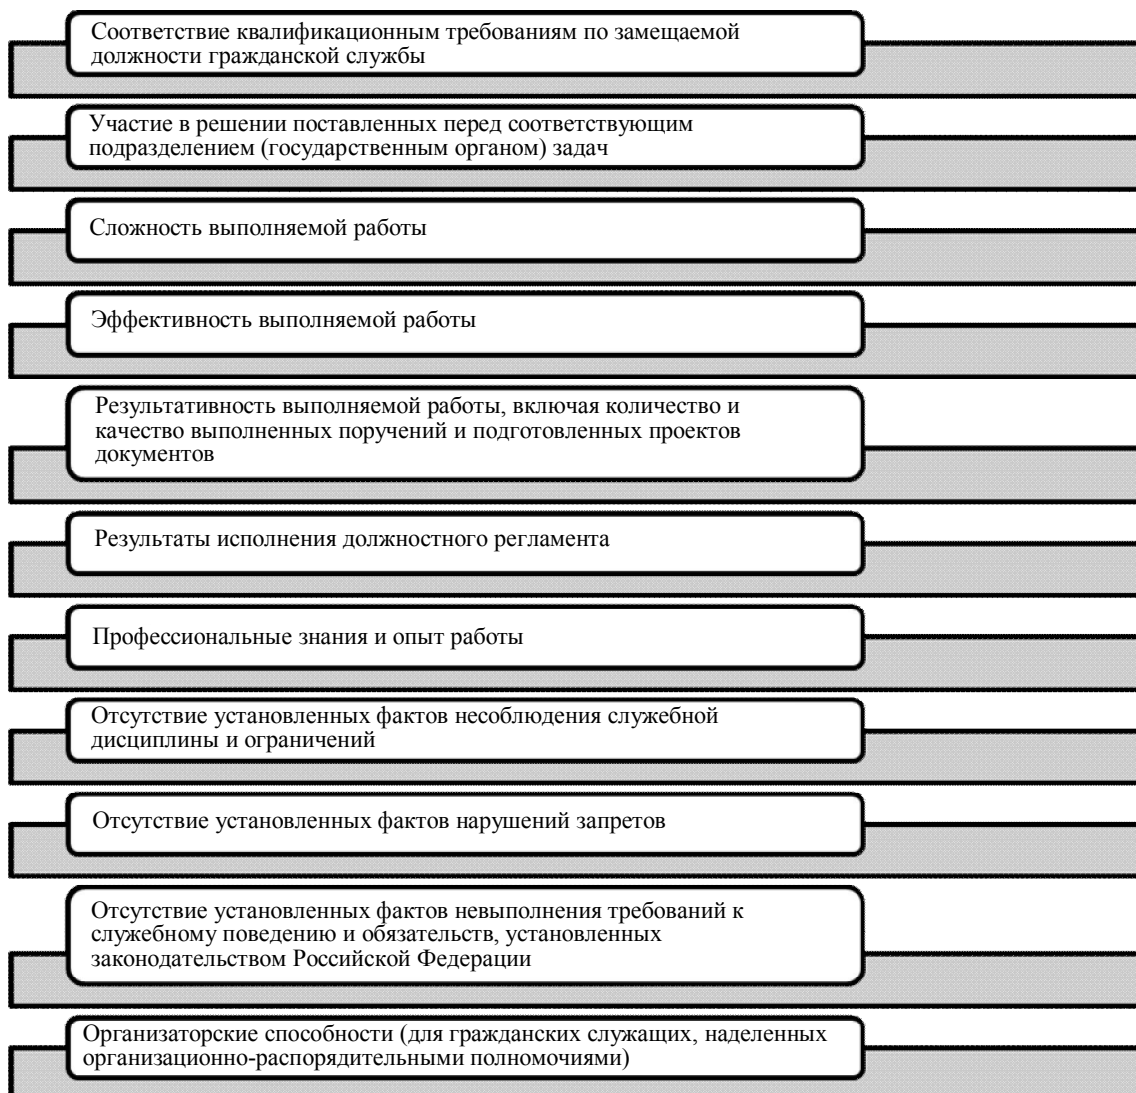 Соответствие квалификационным требованиям по замещаемой
должности гражданской службы
Участие в решении поставленных перед соответствующим
подразделением (государственным органом) задач
Сложность выполняемой работы
Эффективность выполняемой работы
Результативность выполняемой работы, включая количество и
качество выполненных поручений и подготовленных проектов
документов
Результаты исполнения должностного регламента
Профессиональные знания и опыт работы
Отсутствие установленных фактов несоблюдения служебной
дисциплины и ограничений
Отсутствие установленных фактов нарушений запретов
Отсутствие установленных фактов невыполнения требований к
служебному поведению и обязательств, установленных
законодательством Российской Федерации
Организаторские способности (для гражданских служащих, наделенных
организационно-распорядительными полномочиями)